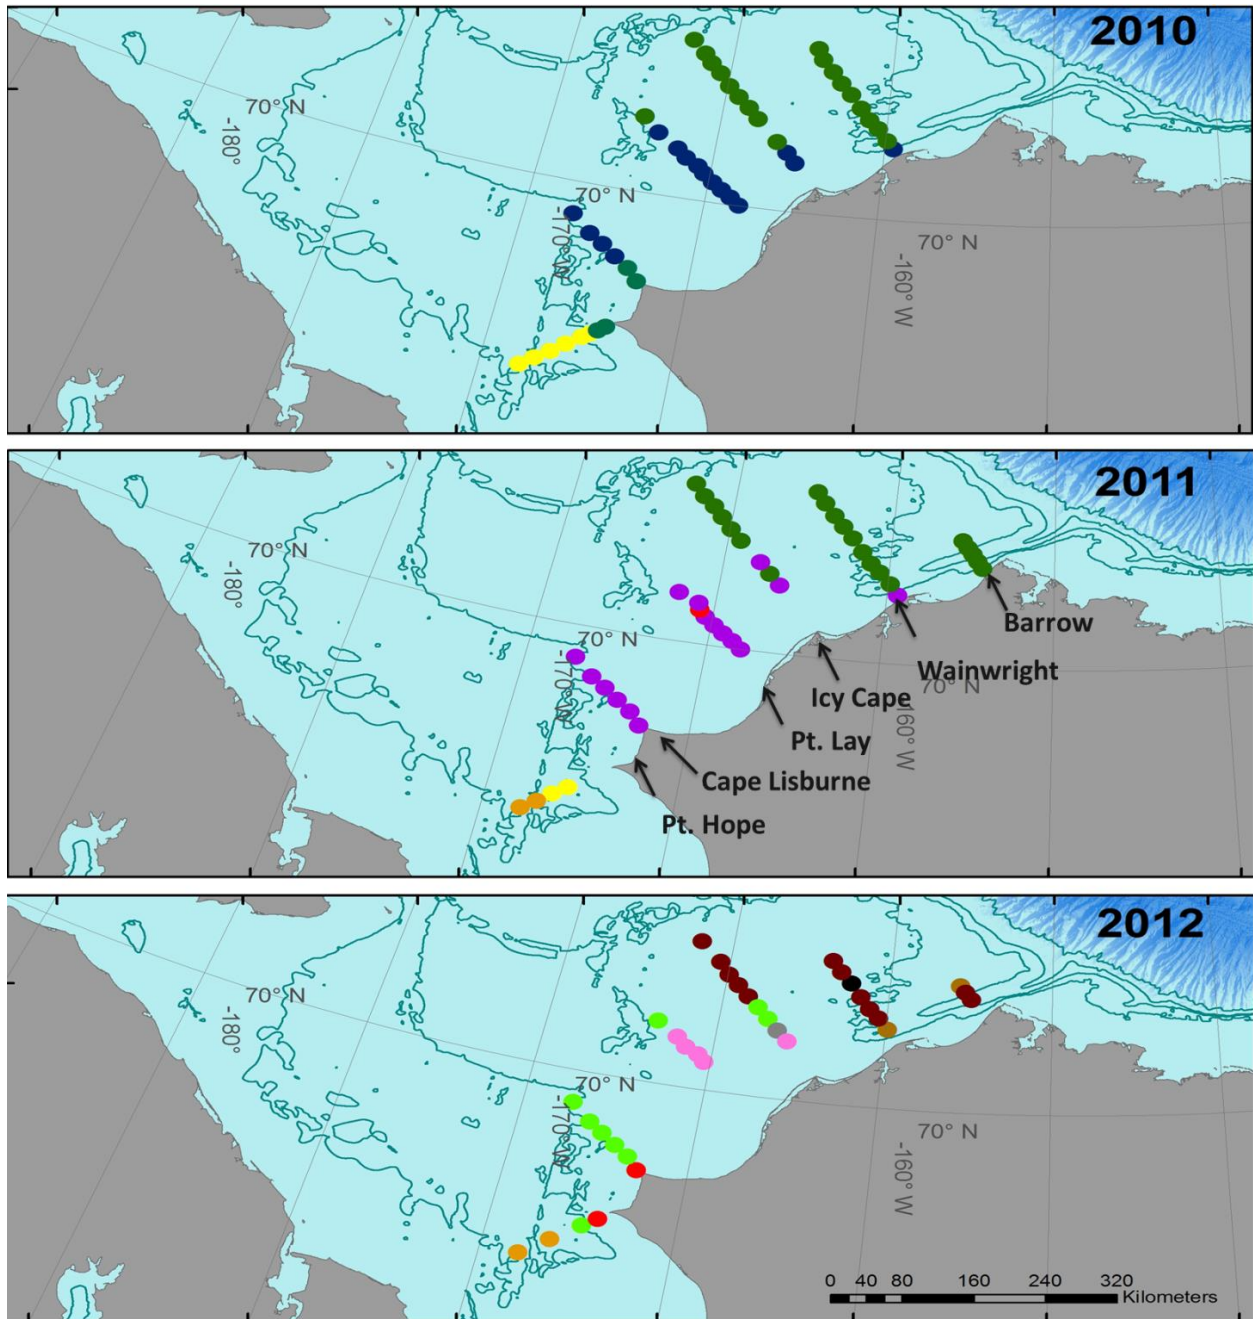 2010
70° N
-180°
70° N
-170° W
70° N
-160° W
2011
70° N
-180°
Barrow
70° N
Wainwright
70° N
-170° W
Icy Cape
-160° W
Pt. Lay
Cape Lisburne
Pt. Hope
2012
70° N
-180°
70° N
-170° W
70° N
-160° W
0 40 80 160 240 320
Kilometers